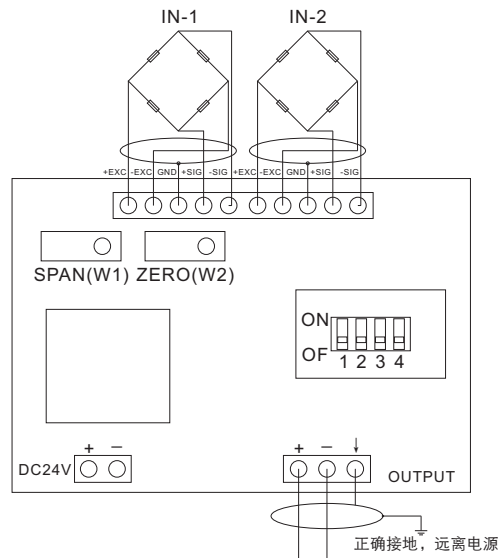 IN-1 IN-2
+EXC -EXC GND +SIG -SIG +EXC -EXC GND +SIG -SIG
SPAN(W1) ZERO(W2)
ON
OF 1 2 3 4
+ − + − ↓
DC24V OUTPUT
正确接地，远离电源